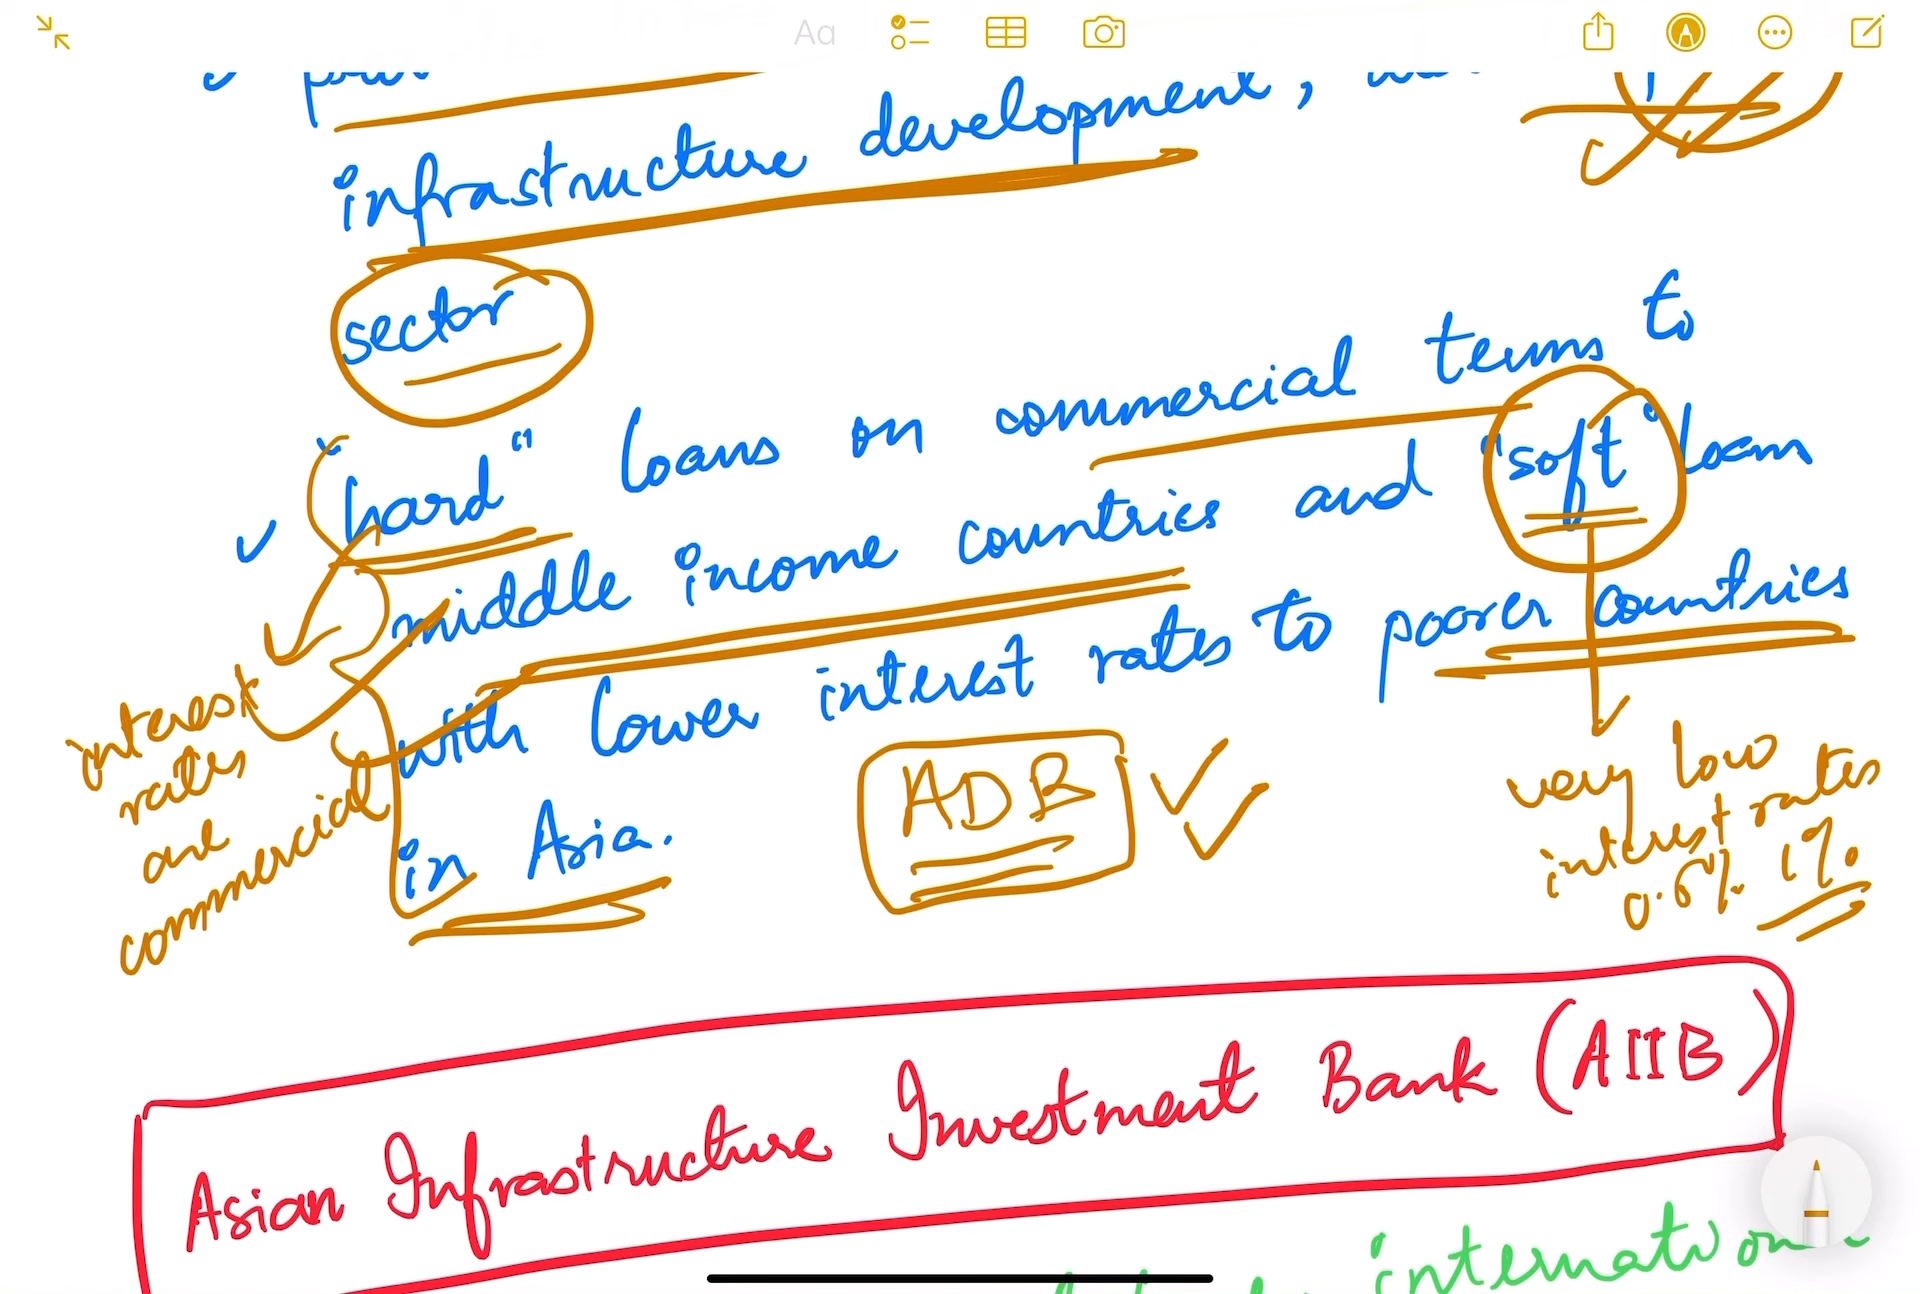 Aa
infrastructure development,
sector
"hard" loans on commercial terms to
middle income countries and "soft" loan
with lower interest rates to poorer countries
in Asia.
interest
rates
are
commercial
ADB
very low
interest rates
0.5% 1%
Asian Infrastructure Investment Bank (AIIB)